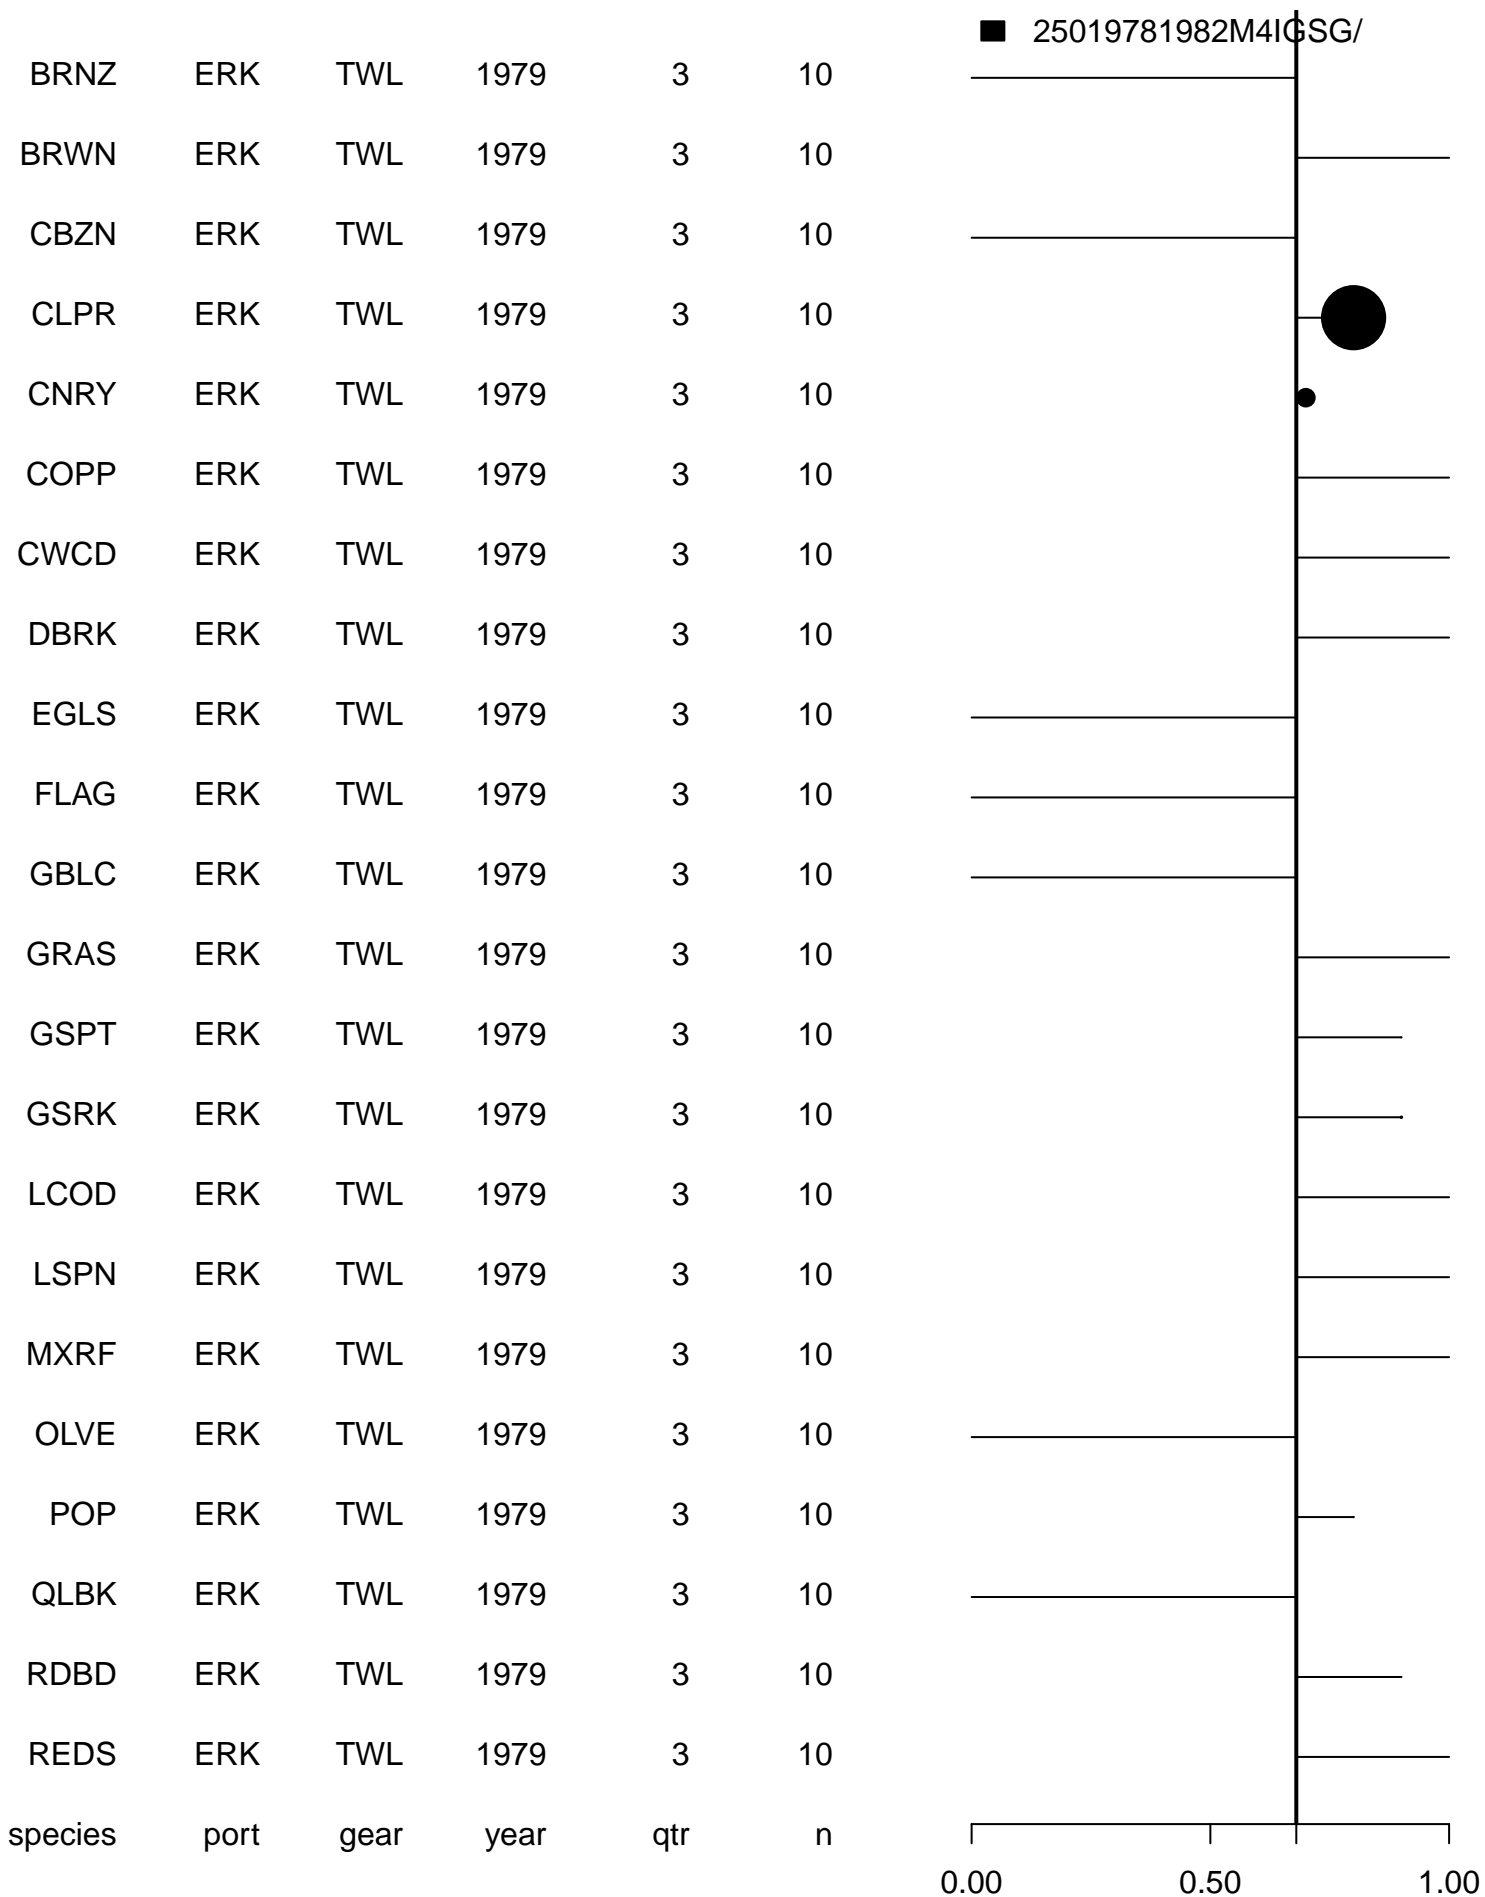 25019781982M4IGSG/
BRNZ ERK TWL 1979 3 10
BRWN ERK TWL 1979 3 10
CBZN ERK TWL 1979 3 10
CLPR ERK TWL 1979 3 10
CNRY ERK TWL 1979 3 10
COPP ERK TWL 1979 3 10
CWCD ERK TWL 1979 3 10
DBRK ERK TWL 1979 3 10
EGLS ERK TWL 1979 3 10
FLAG ERK TWL 1979 3 10
GBLC ERK TWL 1979 3 10
GRAS ERK TWL 1979 3 10
GSPT ERK TWL 1979 3 10
GSRK ERK TWL 1979 3 10
LCOD ERK TWL 1979 3 10
LSPN ERK TWL 1979 3 10
MXRF ERK TWL 1979 3 10
OLVE ERK TWL 1979 3 10
POP ERK TWL 1979 3 10
QLBK ERK TWL 1979 3 10
RDBD ERK TWL 1979 3 10
REDS ERK TWL 1979 3 10
species port gear year qtr n
0.00 0.50 1.00